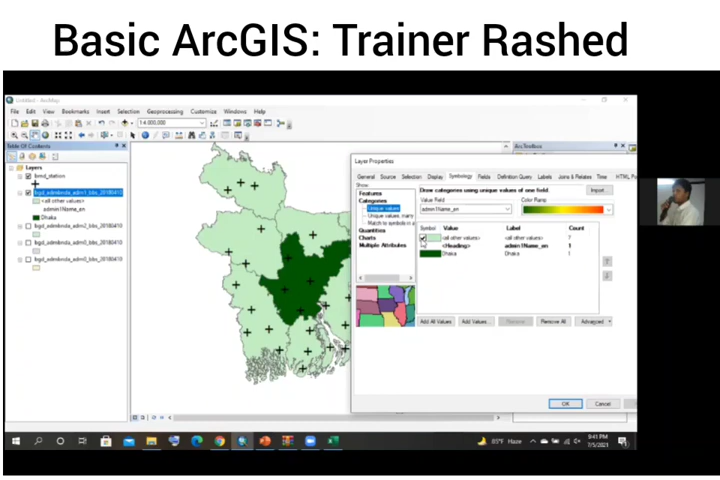 Basic ArcGIS: Trainer Rashed
Untitled - ArcMap
File Edit View Bookmarks Insert Selection Geoprocessing Customize Windows Help
1:4,000,000
Table Of Contents
ArcToolbox
Layers
bmd_station
bgd_admbnda_adm1_bbs_20180410
<all other values>
adm1Name_en
Dhaka
bgd_admbnda_adm2_bbs_20180410
bgd_admbnda_adm3_bbs_20180410
bgd_admbnda_adm0_bbs_20180410
Layer Properties
General Source Selection Display Symbology Fields Definition Query Labels Joins & Relates Time HTML
Show:
Features
Categories
Unique values
Unique values, many
Match to symbols in a
Quantities
Charts
Multiple Attributes
Draw categories using unique values of one field.
Import...
Value Field
Color Ramp
adm1Name_en
Symbol Value Label Count
<all other values> <all other values> 7
<Heading> adm1Name_en 1
Dhaka Dhaka 1
Add All Values Add Values... Remove Remove All Advanced
OK Cancel
85°F Haze
9:41 PM
7/5/2021